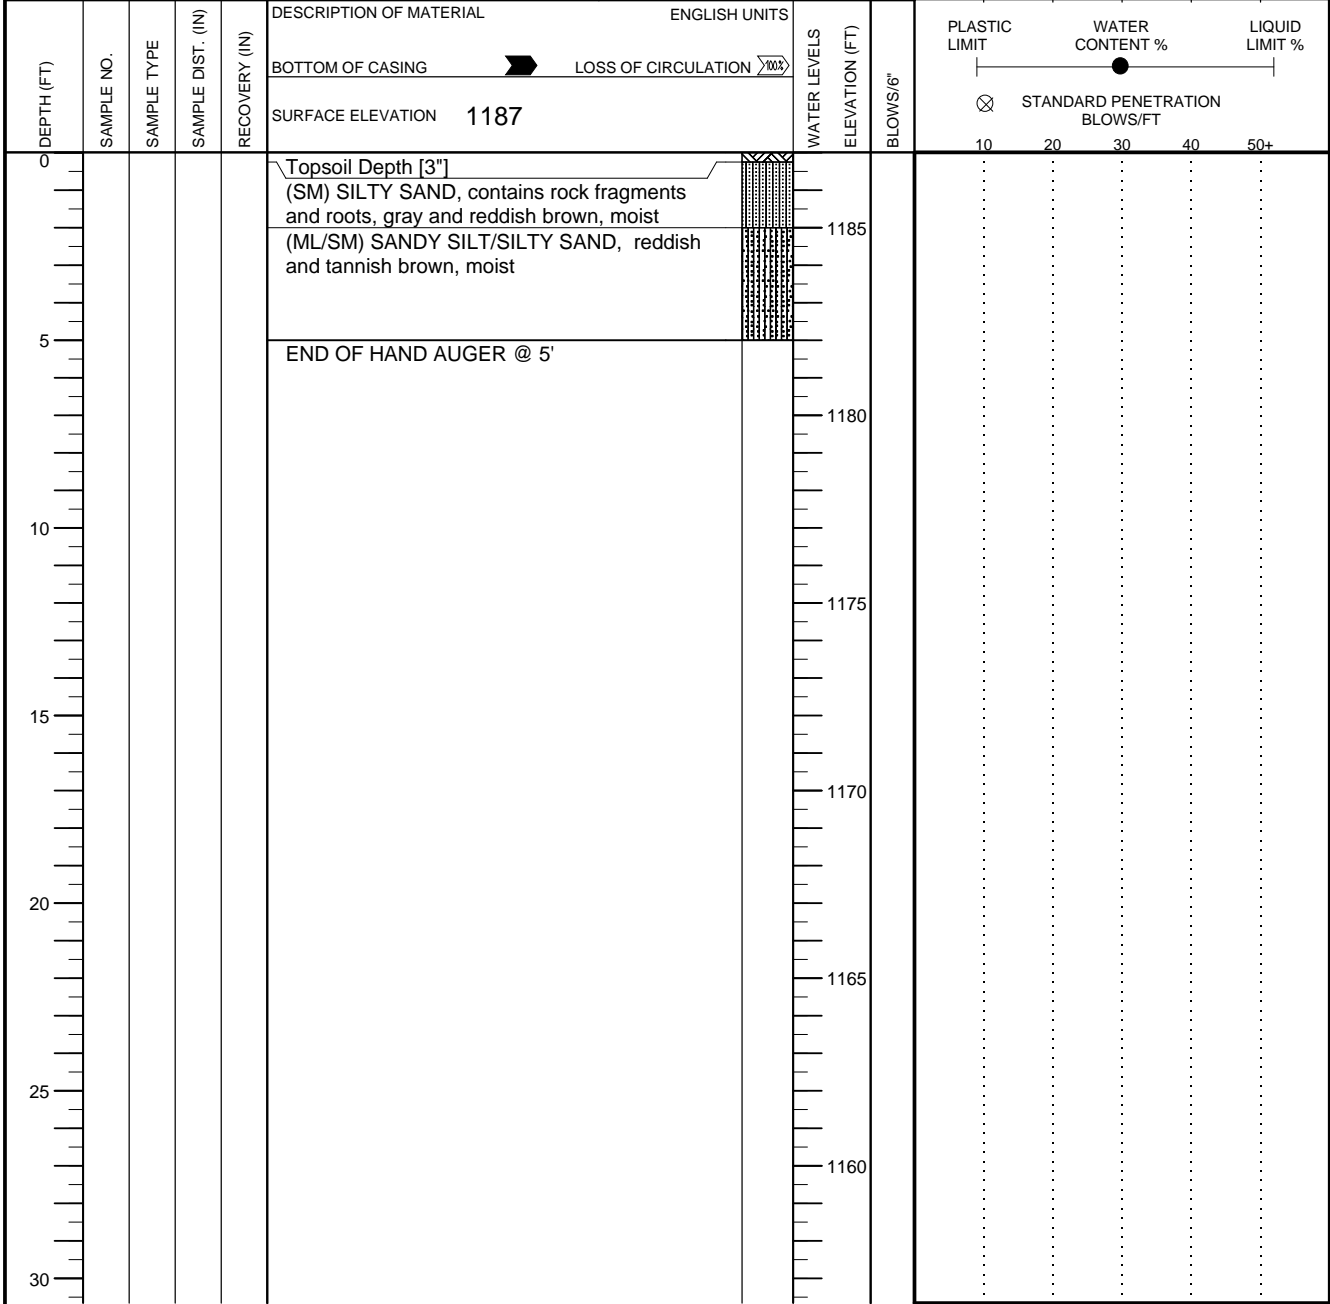 DEPTH (FT)
SAMPLE NO.
SAMPLE TYPE
SAMPLE DIST. (IN)
RECOVERY (IN)
DESCRIPTION OF MATERIAL ENGLISH UNITS
BOTTOM OF CASING LOSS OF CIRCULATION 100%
SURFACE ELEVATION 1187
WATER LEVELS
ELEVATION (FT)
BLOWS/6"
PLASTIC LIMIT
WATER CONTENT %
LIQUID LIMIT %
STANDARD PENETRATION
BLOWS/FT
10 20 30 40 50+
0
Topsoil Depth [3"]
(SM) SILTY SAND, contains rock fragments
and roots, gray and reddish brown, moist
1185
(ML/SM) SANDY SILT/SILTY SAND, reddish
and tannish brown, moist
5
END OF HAND AUGER @ 5'
1180
10
1175
15
1170
20
1165
25
1160
30